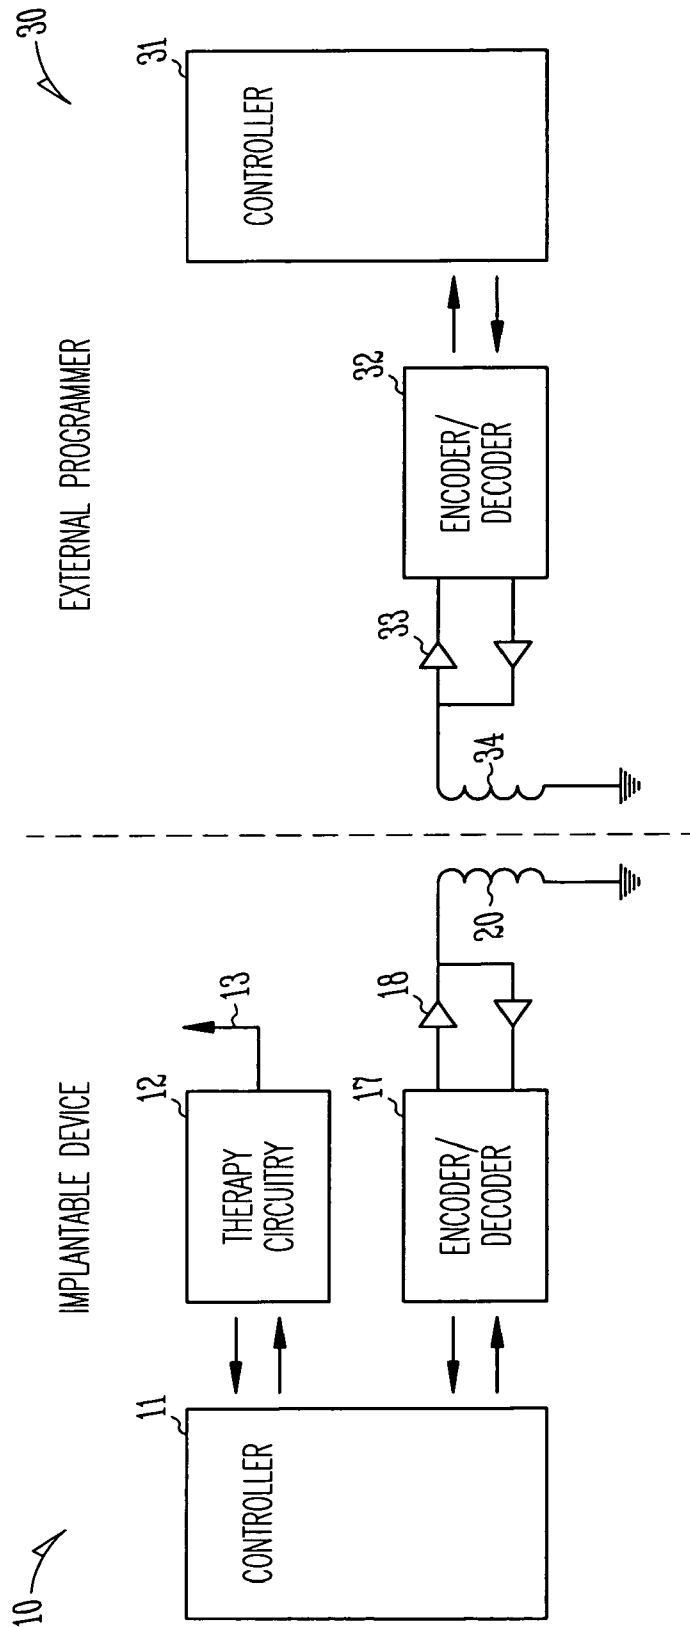 10
IMPLANTABLE DEVICE
EXTERNAL PROGRAMMER
30
11
CONTROLLER
12
THERAPY
CIRCUITRY
13
31
CONTROLLER
17
ENCODER/
DECODER
18
20
34
33
32
ENCODER/
DECODER